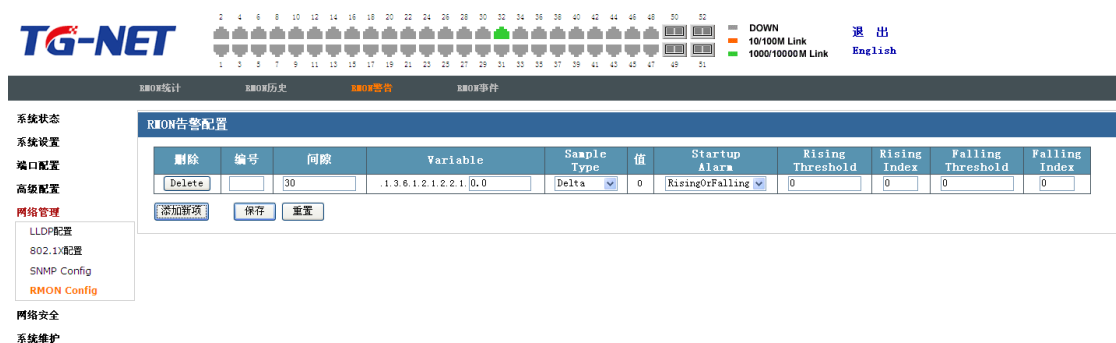 TG-NET
2 4 6 8 10 12 14 16 18 20 22 24 26 28 30 32 34 36 38 40 42 44 46 48 50 52
1 3 5 7 9 11 13 15 17 19 21 23 25 27 29 31 33 35 37 39 41 43 45 47 49 51
DOWN
10/100M Link
1000/10000M Link
退 出
English
RMON统计 RMON历史 RMON警告 RMON事件
系统状态
系统设置
端口配置
高级配置
网络管理
LLDP配置
802.1X配置
SNMP Config
RMON Config
网络安全
系统维护
RMON告警配置
删除 编号 间隙 Variable Sample Type 值 Startup Alarm Rising Threshold Rising Index Falling Threshold Falling Index
Delete 30 .1.3.6.1.2.1.2.2.1.0.0 Delta 0 RisingOrFalling 0 0 0 0
添加新项 保存 重置